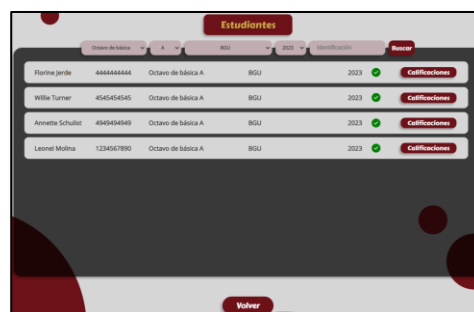 Estudiantes
Octavo de básica A BGU 2023 Identificación Buscar
Florine Jerde 4444444444 Octavo de básica A BGU 2023 Calificaciones
Willie Turner 4545454545 Octavo de básica A BGU 2023 Calificaciones
Annette Schulist 4949494949 Octavo de básica A BGU 2023 Calificaciones
Leonel Molina 1234567890 Octavo de básica A BGU 2023 Calificaciones
Volver